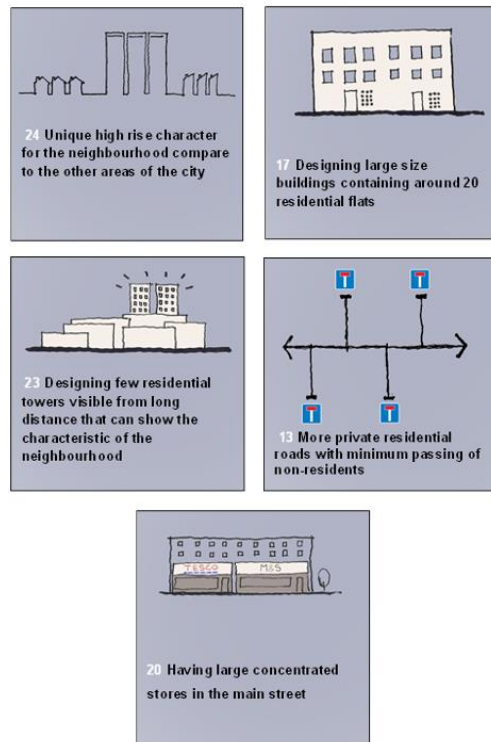 24 Unique high rise character
for the neighbourhood compare
to the other areas of the city
17 Designing large size
buildings containing around 20
residential flats
23 Designing few residential
towers visible from long
distance that can show the
characteristic of the
neighbourhood
13 More private residential
roads with minimum passing of
non-residents
TESCO M&S
20 Having large concentrated
stores in the main street